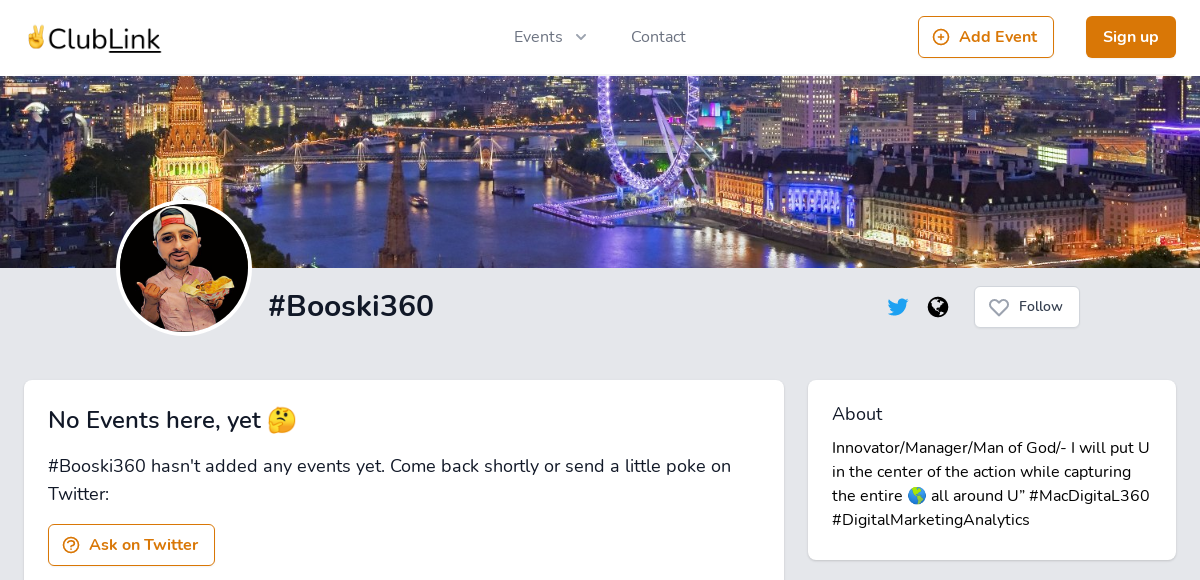 ✌️ClubLink
Events
Contact
Add Event
Sign up
#Booski360
Follow
No Events here, yet 🤔
#Booski360 hasn't added any events yet. Come back shortly or send a little poke on
Twitter:
Ask on Twitter
About
Innovator/Manager/Man of God/- I will put U
in the center of the action while capturing
the entire 🌎 all around U” #MacDigitaL360
#DigitalMarketingAnalytics